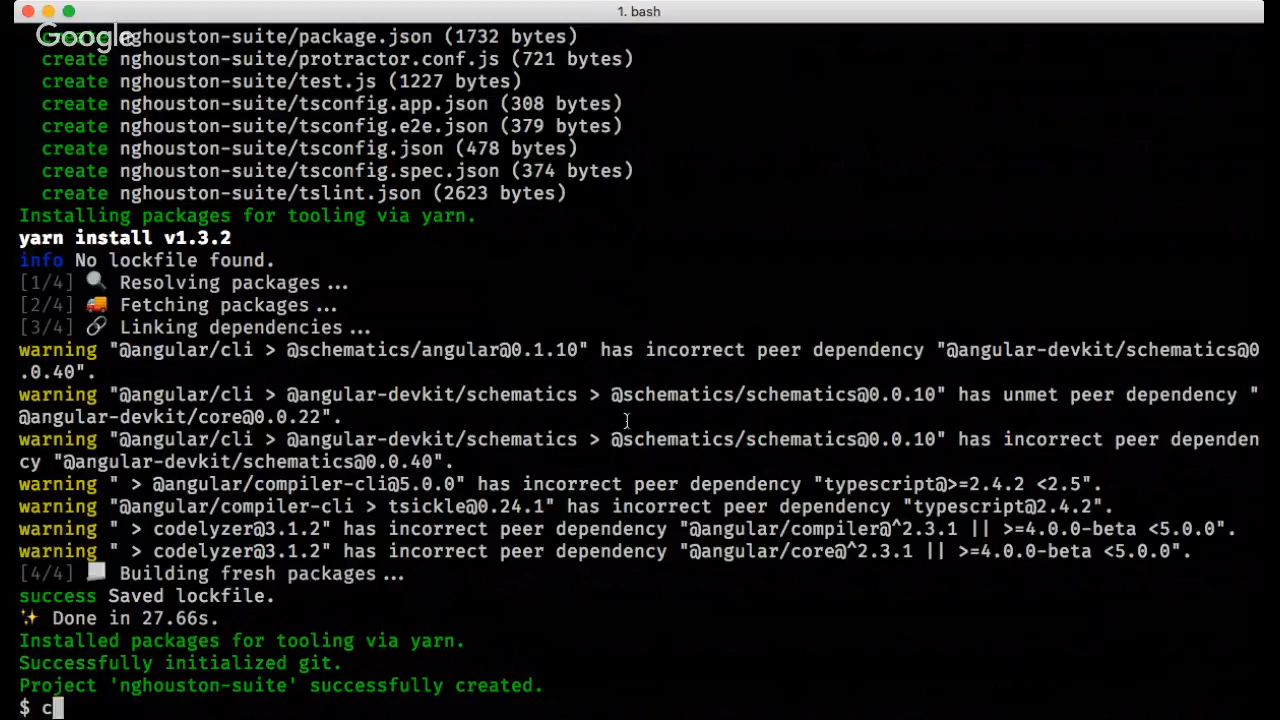 1. bash
Google
create nghouston-suite/package.json (1732 bytes)
create nghouston-suite/protractor.conf.js (721 bytes)
create nghouston-suite/test.js (1227 bytes)
create nghouston-suite/tsconfig.app.json (308 bytes)
create nghouston-suite/tsconfig.e2e.json (379 bytes)
create nghouston-suite/tsconfig.json (478 bytes)
create nghouston-suite/tsconfig.spec.json (374 bytes)
create nghouston-suite/tslint.json (2623 bytes)
Installing packages for tooling via yarn.
yarn install v1.3.2
info No lockfile found.
[1/4] 🔍 Resolving packages...
[2/4] 🚚 Fetching packages...
[3/4] 🔗 Linking dependencies...
warning "@angular/cli > @schematics/angular@0.1.10" has incorrect peer dependency "@angular-devkit/schematics@0
.0.40".
warning "@angular/cli > @angular-devkit/schematics > @schematics/schematics@0.0.10" has unmet peer dependency "
@angular-devkit/core@0.0.22".
warning "@angular/cli > @angular-devkit/schematics > @schematics/schematics@0.0.10" has incorrect peer dependen
cy "@angular-devkit/schematics@0.0.40".
warning " > @angular/compiler-cli@5.0.0" has incorrect peer dependency "typescript@>=2.4.2 <2.5".
warning "@angular/compiler-cli > tsickle@0.24.1" has incorrect peer dependency "typescript@2.4.2".
warning " > codelyzer@3.1.2" has incorrect peer dependency "@angular/compiler@^2.3.1 || >=4.0.0-beta <5.0.0".
warning " > codelyzer@3.1.2" has incorrect peer dependency "@angular/core@^2.3.1 || >=4.0.0-beta <5.0.0".
[4/4] 📃 Building fresh packages...
success Saved lockfile.
✨ Done in 27.66s.
Installed packages for tooling via yarn.
Successfully initialized git.
Project 'nghouston-suite' successfully created.
$ c